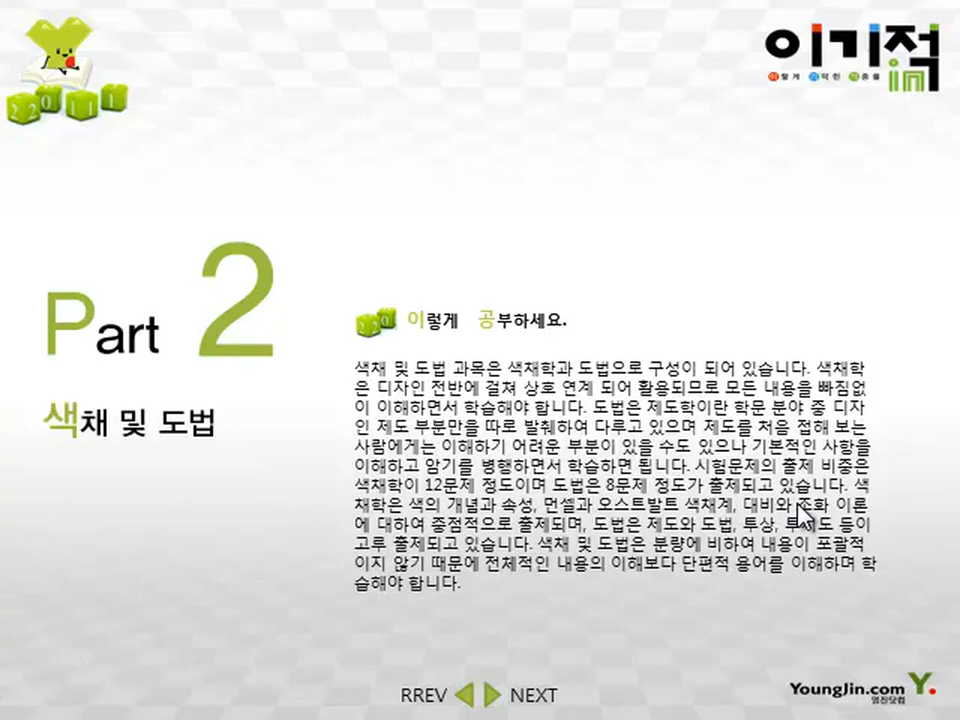 이기적in
이렇게 기막힌 적중률
22011
Part 2
색채 및 도법
220
이렇게 공부하세요.
색채 및 도법 과목은 색채학과 도법으로 구성이 되어 있습니다. 색채학
은 디자인 전반에 걸쳐 상호 연계 되어 활용되므로 모든 내용을 빠짐없
이 이해하면서 학습해야 합니다. 도법은 제도학이란 학문 분야 중 디자
인 제도 부분만을 따로 발췌하여 다루고 있으며 제도를 처음 접해 보는
사람에게는 이해하기 어려운 부분이 있을 수도 있으나 기본적인 사항을
이해하고 암기를 병행하면서 학습하면 됩니다. 시험문제의 출제 비중은
색채학이 12문제 정도이며 도법은 8문제 정도가 출제되고 있습니다. 색
채학은 색의 개념과 속성, 먼셀과 오스트발트 색채계, 대비와 조화 이론
에 대하여 중점적으로 출제되며, 도법은 제도와 도법, 투상, 등이
고루 출제되고 있습니다. 색채 및 도법은 분량에 비하여 내용이 포괄적
이지 않기 때문에 전체적인 내용의 이해보다 단편적 용어를 이해하며 학
습해야 합니다.
RREV NEXT
YoungJin.com Y.
영진닷컴